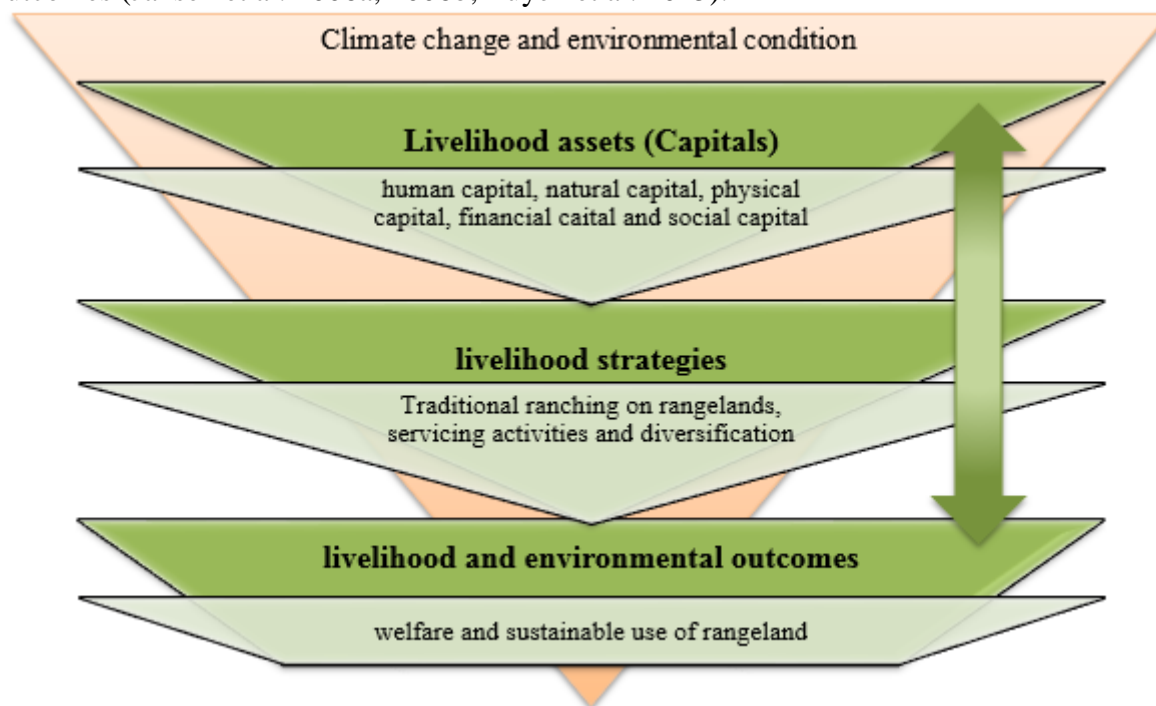 Climate change and environmental condition
Livelihood assets (Capitals)
human capital, natural capital, physical
capital, financial caital and social capital
livelihood strategies
Traditional ranching on rangelands,
servicing activities and diversification
livelihood and environmental outcomes
welfare and sustainable use of rangeland